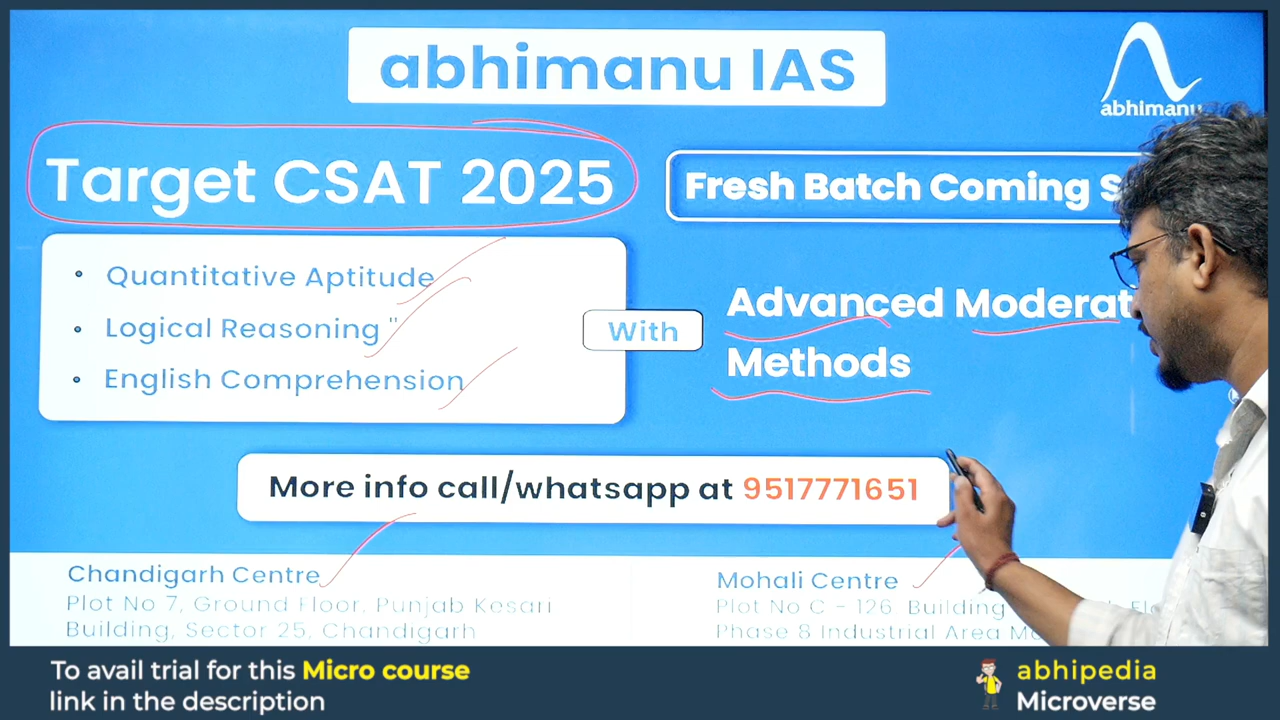 abhimanu IAS
abhimanu
Target CSAT 2025
Fresh Batch Coming
• Quantitative Aptitude
• Logical Reasoning "
• English Comprehension
With
Advanced
Methods
More info call/whatsapp at 9517771651
Chandigarh Centre
Plot No 7, Ground Floor, Punjab Kesari
Building, Sector 25, Chandigarh
Mohali Centre
Plot No C - 126, Building
Phase 8 Industrial Area
To avail trial for this Micro course
link in the description
abhipedia
Microverse